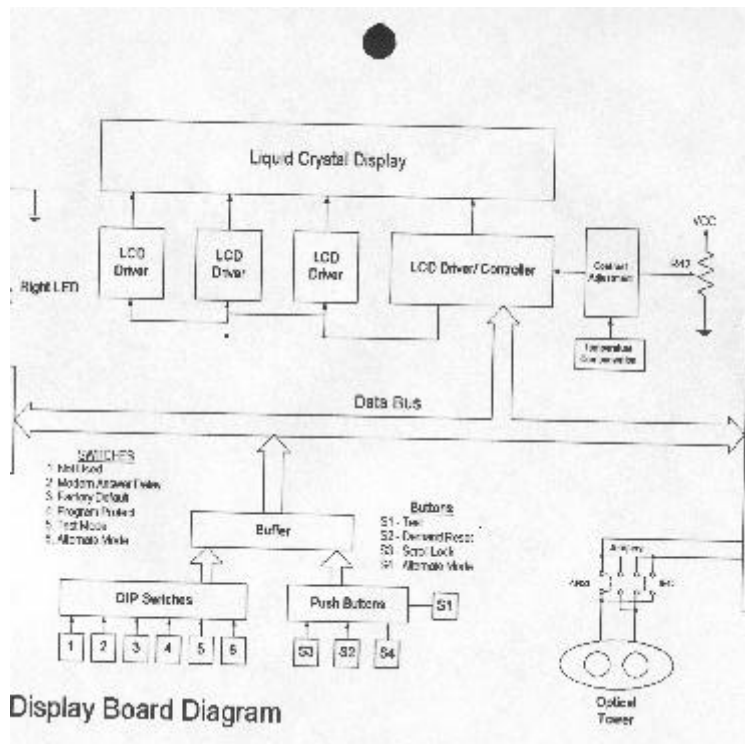 Liquid Crystal Display
VCC
LCD
Driver
LCD
Driver
LCD
Driver
LCD Driver/ Controller
Contrast
Adjustment
R42
Right LED
Temperature
Compensation
Data Bus
SWITCHES
1. Not Used
2. Modem Answer Delay
3. Factory Default
4. Program Protect
5. Test Mode
6. Alternate Mode
Buffer
Buttons
S1 - Test
S2 - Demand Reset
S3 - Scroll Lock
S4 - Alternate Mode
DIP Switches
Push Buttons
S1
1
2
3
4
5
6
S3
S2
S4
Optical
Tower
Display Board Diagram